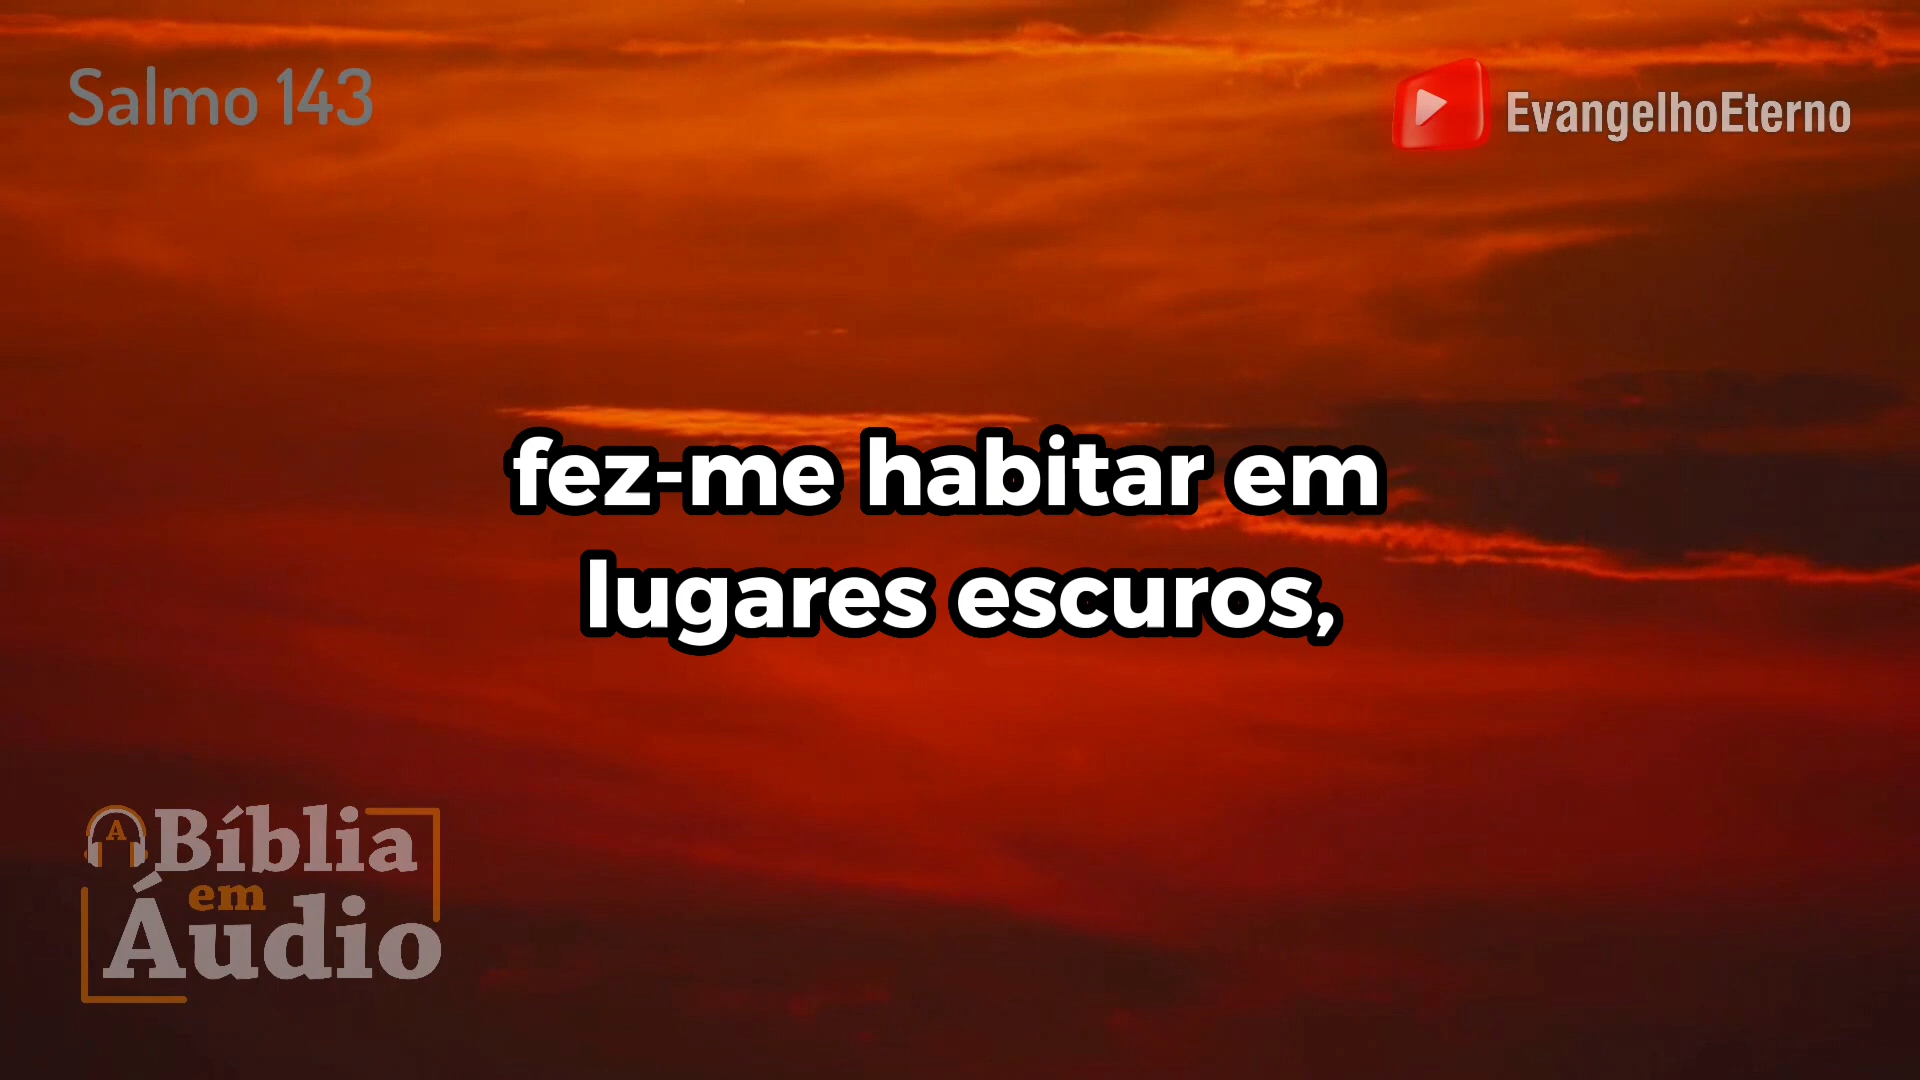 Salmo 143
EvangelhoEterno
fez-me habitar em
lugares escuros,
A Bíblia
em
Áudio